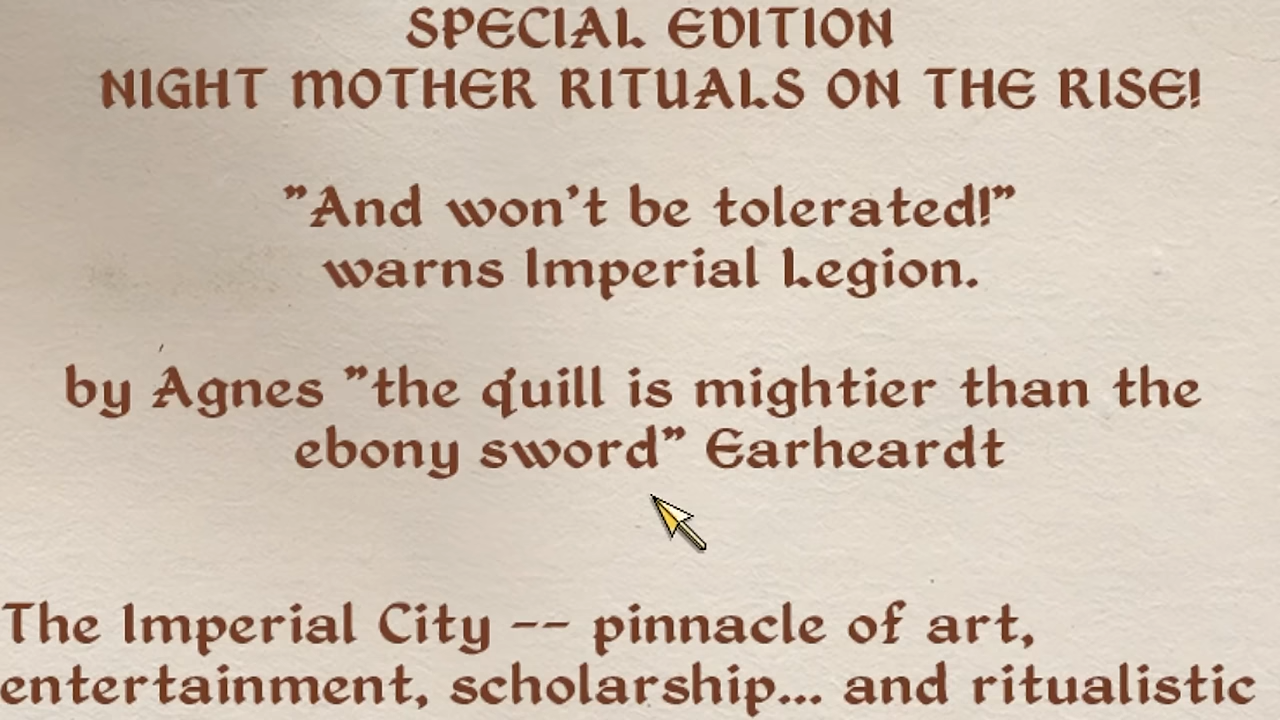 SPECIAL EDITION
NIGHT MOTHER RITUALS ON THE RISE!
"And won't be tolerated!"
warns Imperial Legion.
by Agnes "the quill is mightier than the
ebony sword" Earheardt
The Imperial City -- pinnacle of art,
entertainment, scholarship... and ritualistic